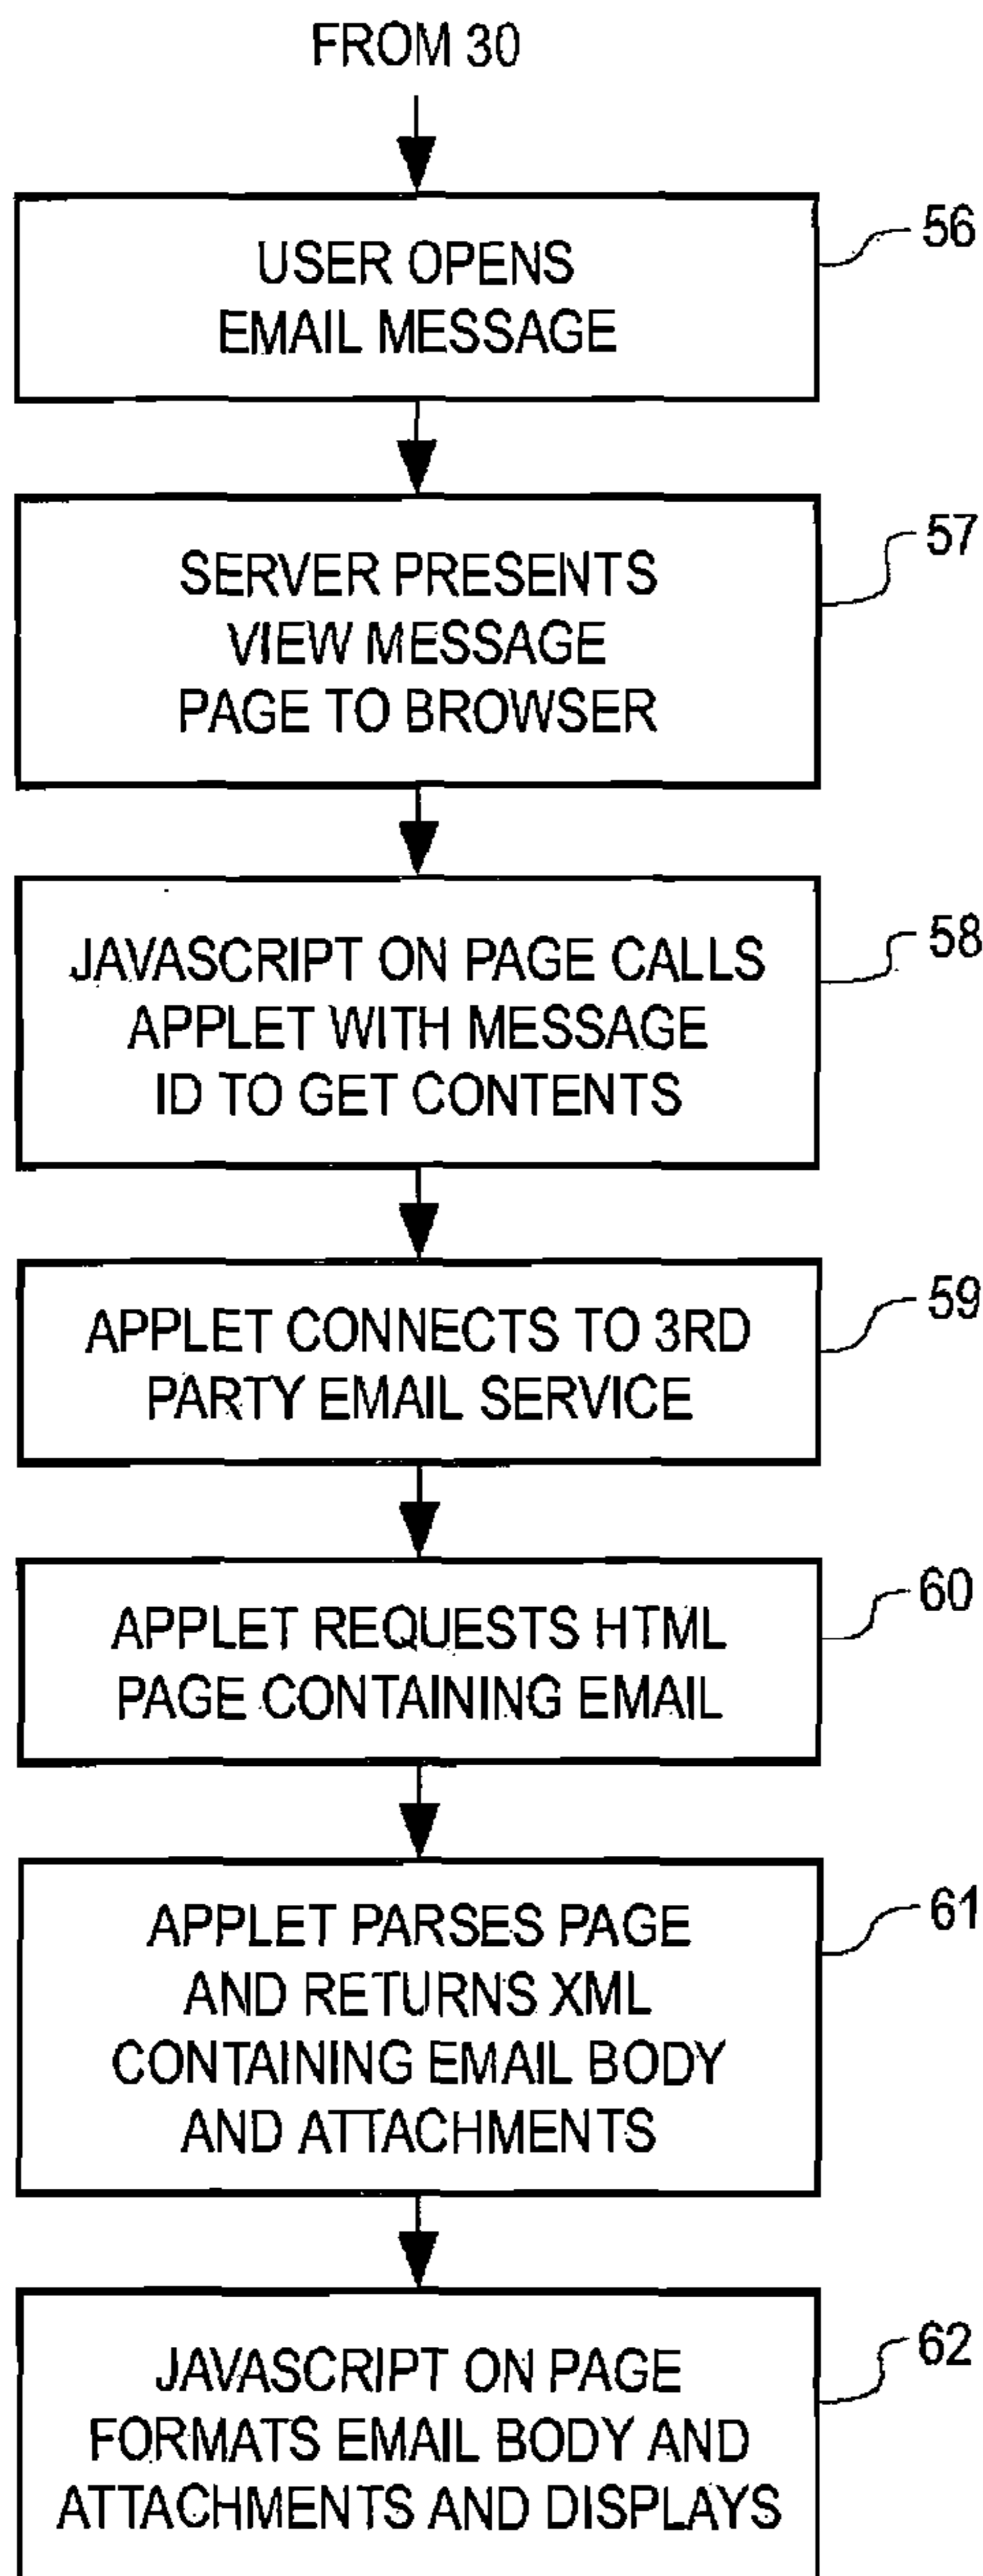 FROM 30
USER OPENS
EMAIL MESSAGE
56
SERVER PRESENTS
VIEW MESSAGE
PAGE TO BROWSER
57
JAVASCRIPT ON PAGE CALLS
APPLET WITH MESSAGE
ID TO GET CONTENTS
58
APPLET CONNECTS TO 3RD
PARTY EMAIL SERVICE
59
APPLET REQUESTS HTML
PAGE CONTAINING EMAIL
60
APPLET PARSES PAGE
AND RETURNS XML
CONTAINING EMAIL BODY
AND ATTACHMENTS
61
JAVASCRIPT ON PAGE
FORMATS EMAIL BODY AND
ATTACHMENTS AND DISPLAYS
62